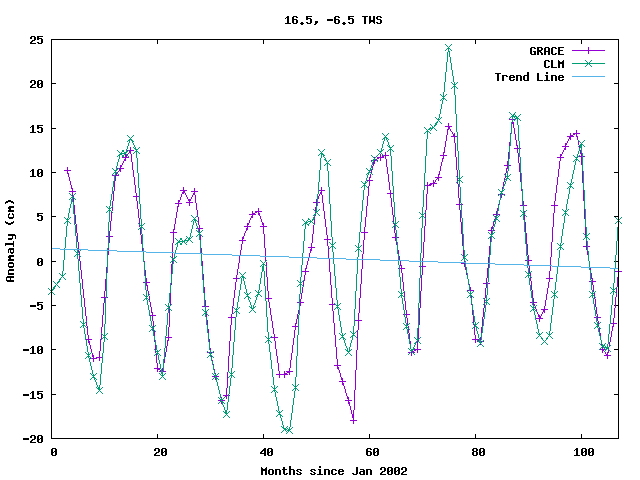 16.5, -6.5 TWS
GRACE
CLM
Trend Line
25
20
15
10
5
0
-5
-10
-15
-20
Anomaly (cm)
0 20 40 60 80 100
Months since Jan 2002